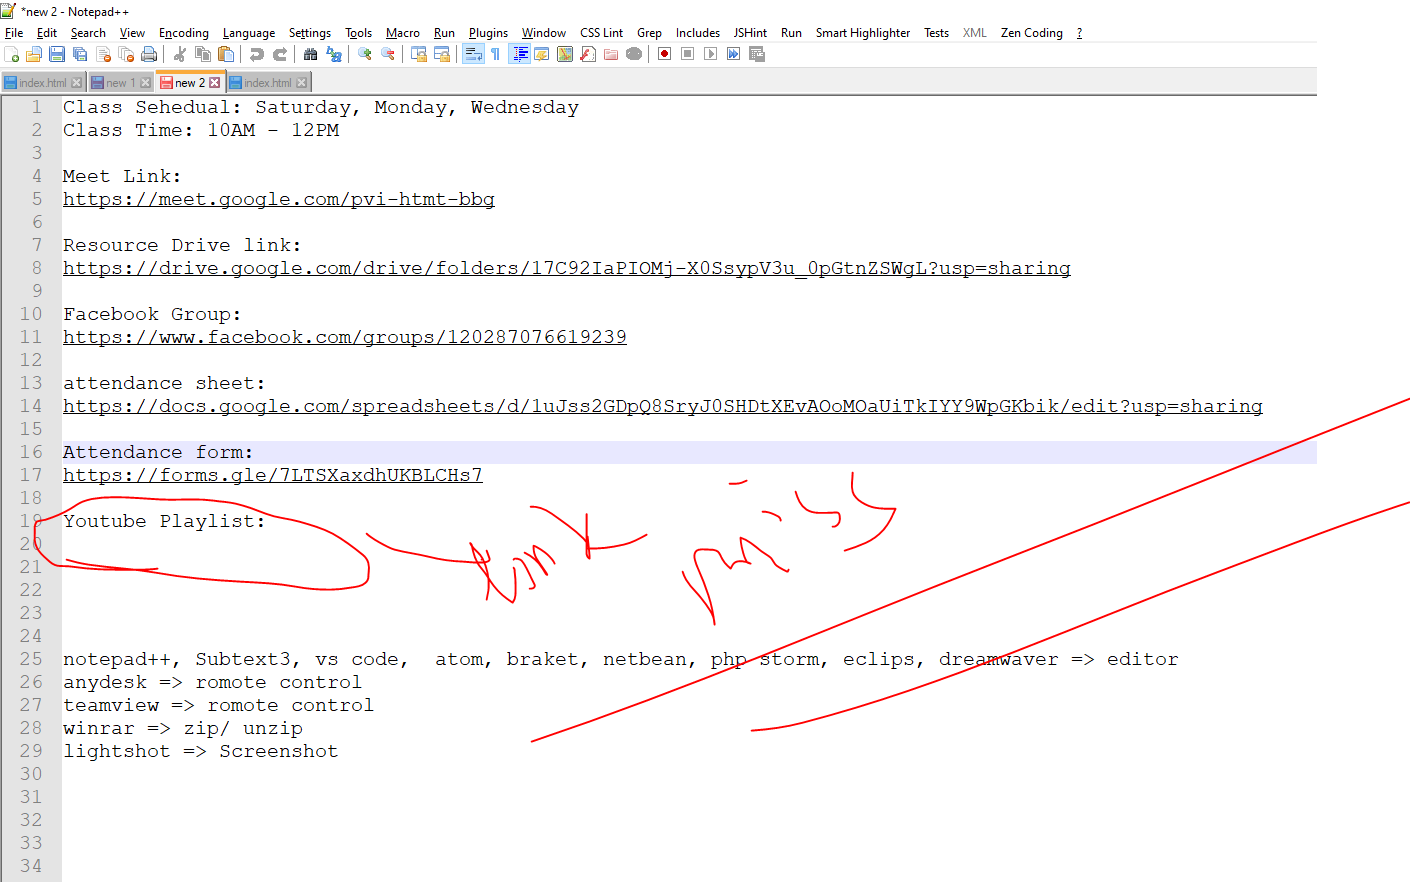 *new 2 - Notepad++
File Edit Search View Encoding Language Settings Tools Macro Run Plugins Window CSS Lint Grep Includes JSHint Run Smart Highlighter Tests XML Zen Coding ?
index.html new 1 new 2 index.html
1 Class Sehedual: Saturday, Monday, Wednesday
2 Class Time: 10AM - 12PM
3
4 Meet Link:
5 https://meet.google.com/pvi-htmt-bbg
6
7 Resource Drive link:
8 https://drive.google.com/drive/folders/17C92IaPIOMj-X0SsypV3u_0pGtnZSWgL?usp=sharing
9
10 Facebook Group:
11 https://www.facebook.com/groups/120287076619239
12
13 attendance sheet:
14 https://docs.google.com/spreadsheets/d/1uJss2GDpQ8SryJ0SHDtXEvAOoMOaUiTkIYY9WpGKbik/edit?usp=sharing
15
16 Attendance form:
17 https://forms.gle/7LTSXaxdhUKBLCHs7
18
19 Youtube Playlist:
20
21
22
23
24
25 notepad++, Subtext3, vs code,  atom, braket, netbean, php storm, eclips, dreamwaver => editor
26 anydesk => romote control
27 teamview => romote control
28 winrar => zip/ unzip
29 lightshot => Screenshot
30
31
32
33
34